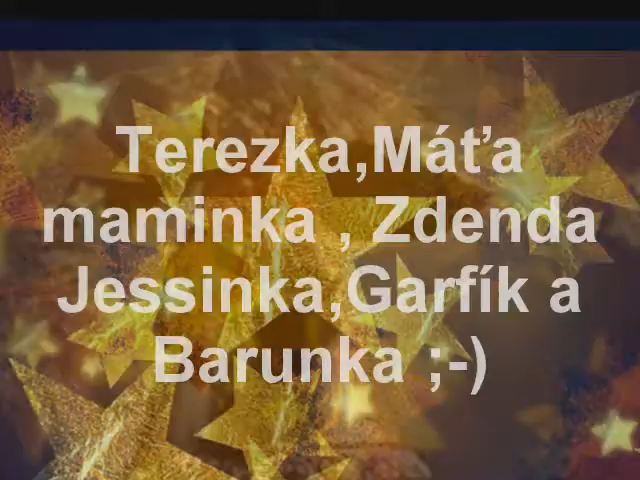 Terezka,Máťa
maminka , Zdenda
Jessinka,Garfík a
Barunka ;-)